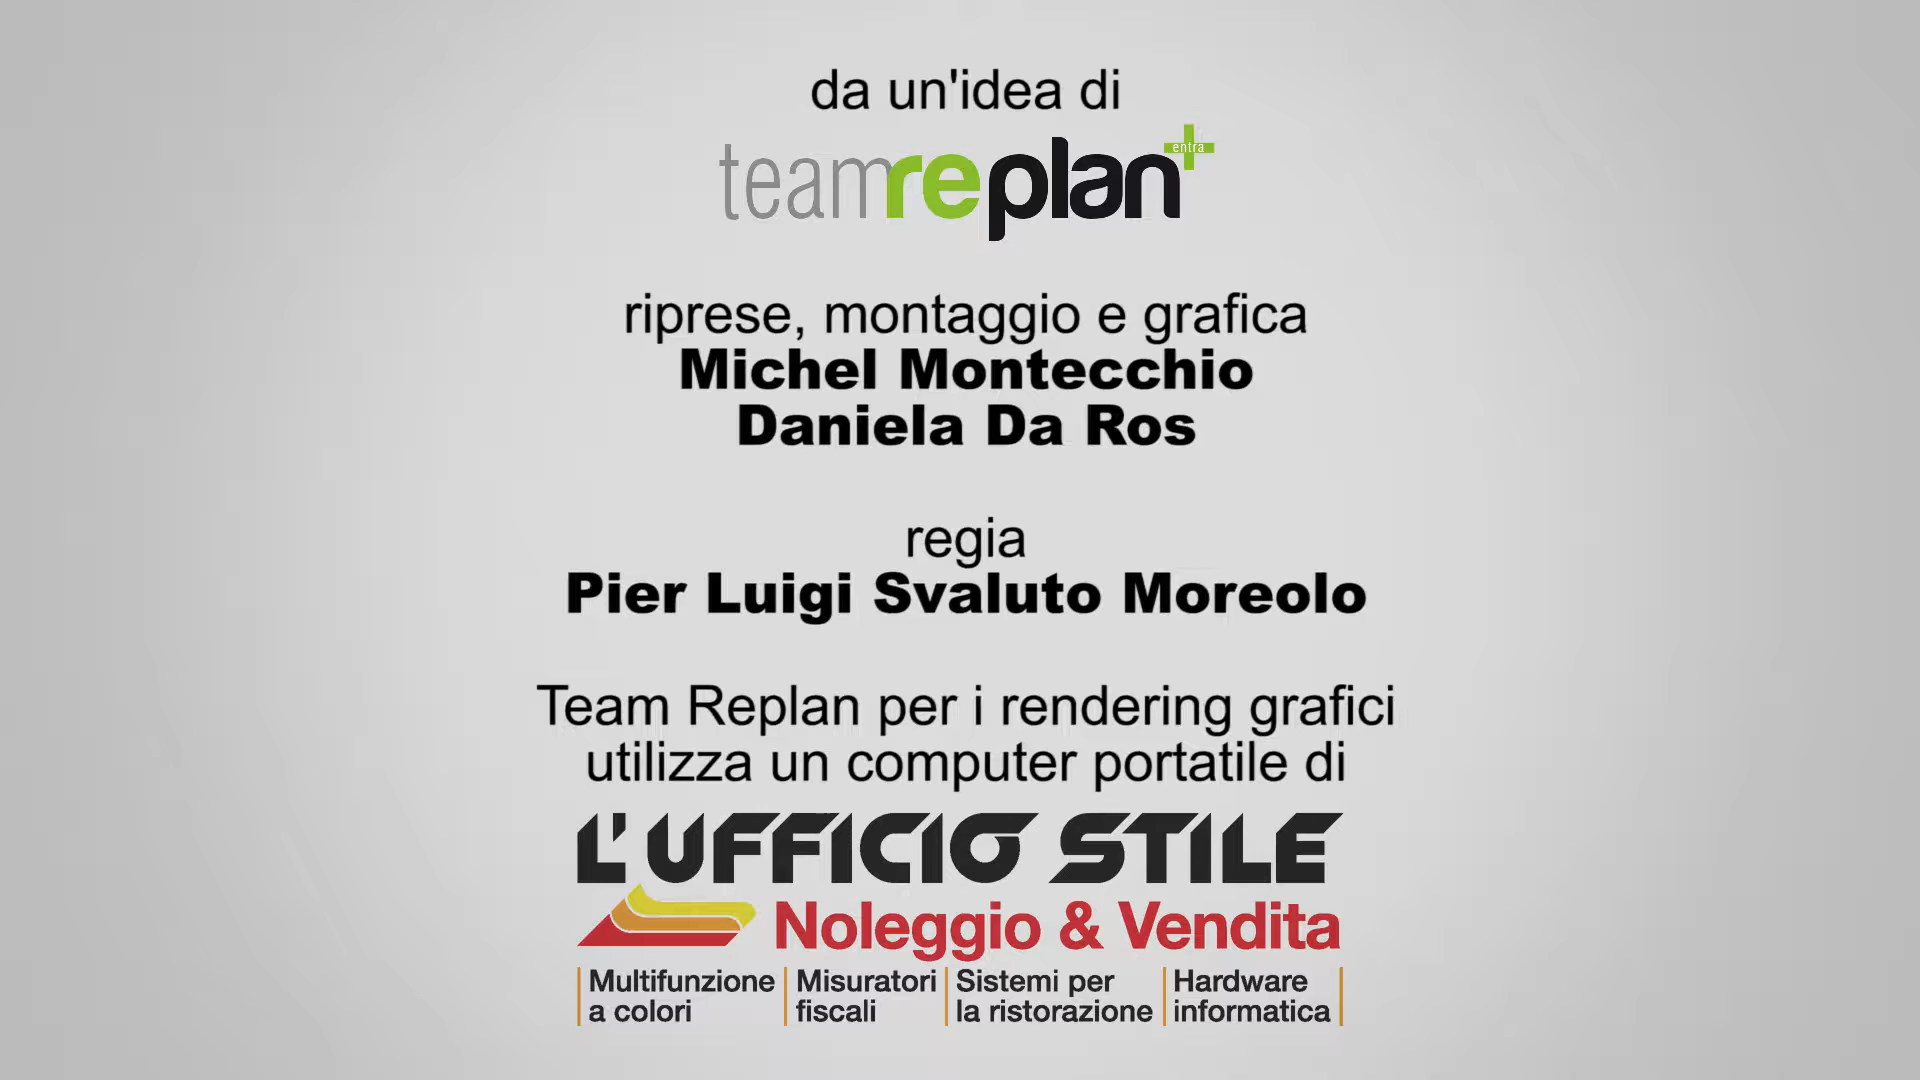 da un'idea di
teamreplan entra
riprese, montaggio e grafica
Michel Montecchio
Daniela Da Ros
regia
Pier Luigi Svaluto Moreolo
Team Replan per i rendering grafici
utilizza un computer portatile di
L'UFFICIO STILE
Noleggio & Vendita
Multifunzione a colori
Misuratori fiscali
Sistemi per la ristorazione
Hardware informatica